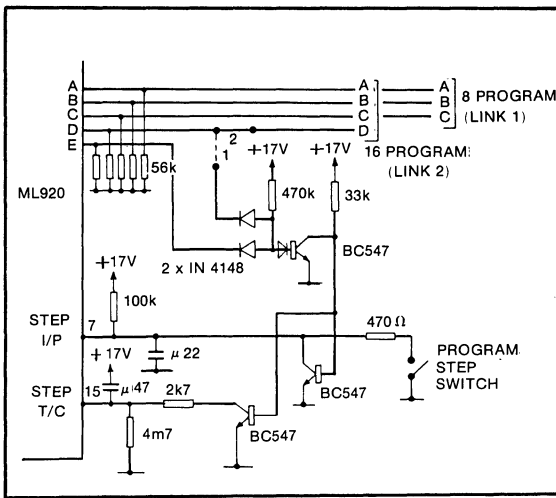 A
B
C
D
E
A
B
C
D
A
B
C
8 PROGRAM
(LINK 1)
16 PROGRAM
(LINK 2)
2
1
56k
+17V
+17V
470k
33k
ML920
2 x IN 4148
BC547
+17V
100k
STEP
I/P
7
470 Ω
PROGRAM
STEP
SWITCH
+17V
μ22
STEP
T/C
15
μ47
2k7
BC547
BC547
4m7